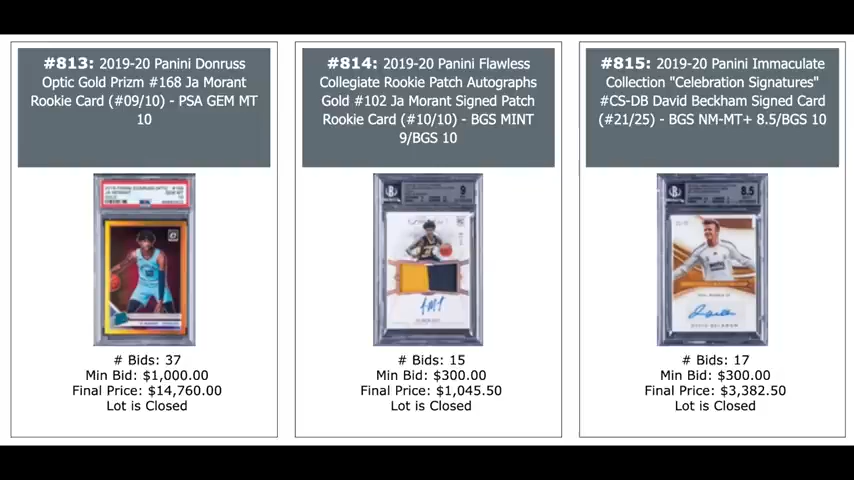 #813: 2019-20 Panini Donruss
Optic Gold Prizm #168 Ja Morant
Rookie Card (#09/10) - PSA GEM MT
10
#814: 2019-20 Panini Flawless
Collegiate Rookie Patch Autographs
Gold #102 Ja Morant Signed Patch
Rookie Card (#10/10) - BGS MINT
9/BGS 10
#815: 2019-20 Panini Immaculate
Collection "Celebration Signatures"
#CS-DB David Beckham Signed Card
(#21/25) - BGS NM-MT+ 8.5/BGS 10
9
8.5
DAVID BECKHAM
# Bids: 37
Min Bid: $1,000.00
Final Price: $14,760.00
Lot is Closed
# Bids: 15
Min Bid: $300.00
Final Price: $1,045.50
Lot is Closed
# Bids: 17
Min Bid: $300.00
Final Price: $3,382.50
Lot is Closed